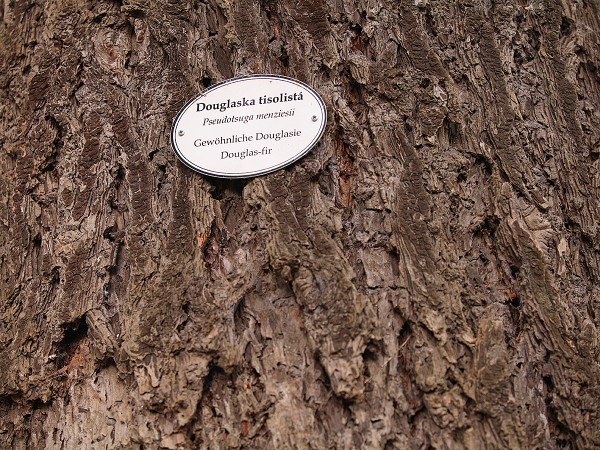 Douglaska tisolistá
Pseudotsuga menziesii
Gewöhnliche Douglasie
Douglas-fir